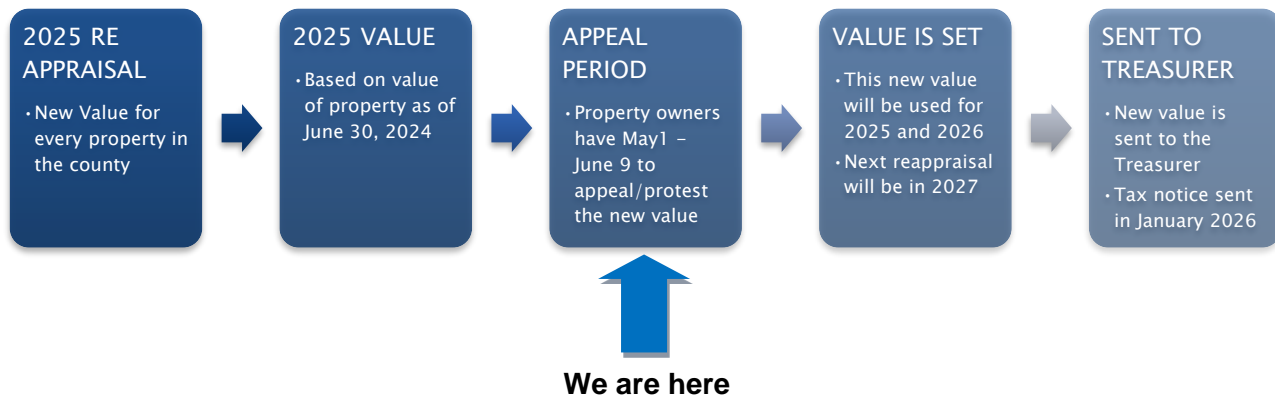 2025 RE
APPRAISAL
• New Value for
every property in
the county
2025 VALUE
• Based on value
of property as of
June 30, 2024
APPEAL
PERIOD
• Property owners
have May1 –
June 9 to
appeal/protest
the new value
VALUE IS SET
• This new value
will be used for
2025 and 2026
• Next reappraisal
will be in 2027
SENT TO
TREASURER
• New value is
sent to the
Treasurer
• Tax notice sent
in January 2026
We are here